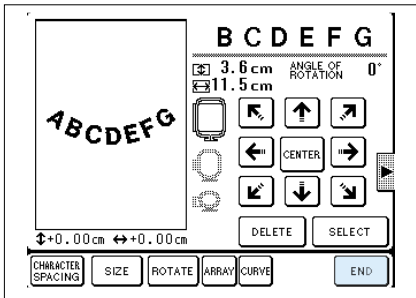 B C D E F G
3.6cm ANGLE OF ROTATION 0°
11.5cm
ABCDEFG
CENTER
DELETE SELECT
↕+0.00cm ↔+0.00cm
CHARACTER SPACING SIZE ROTATE ARRAY CURVE END